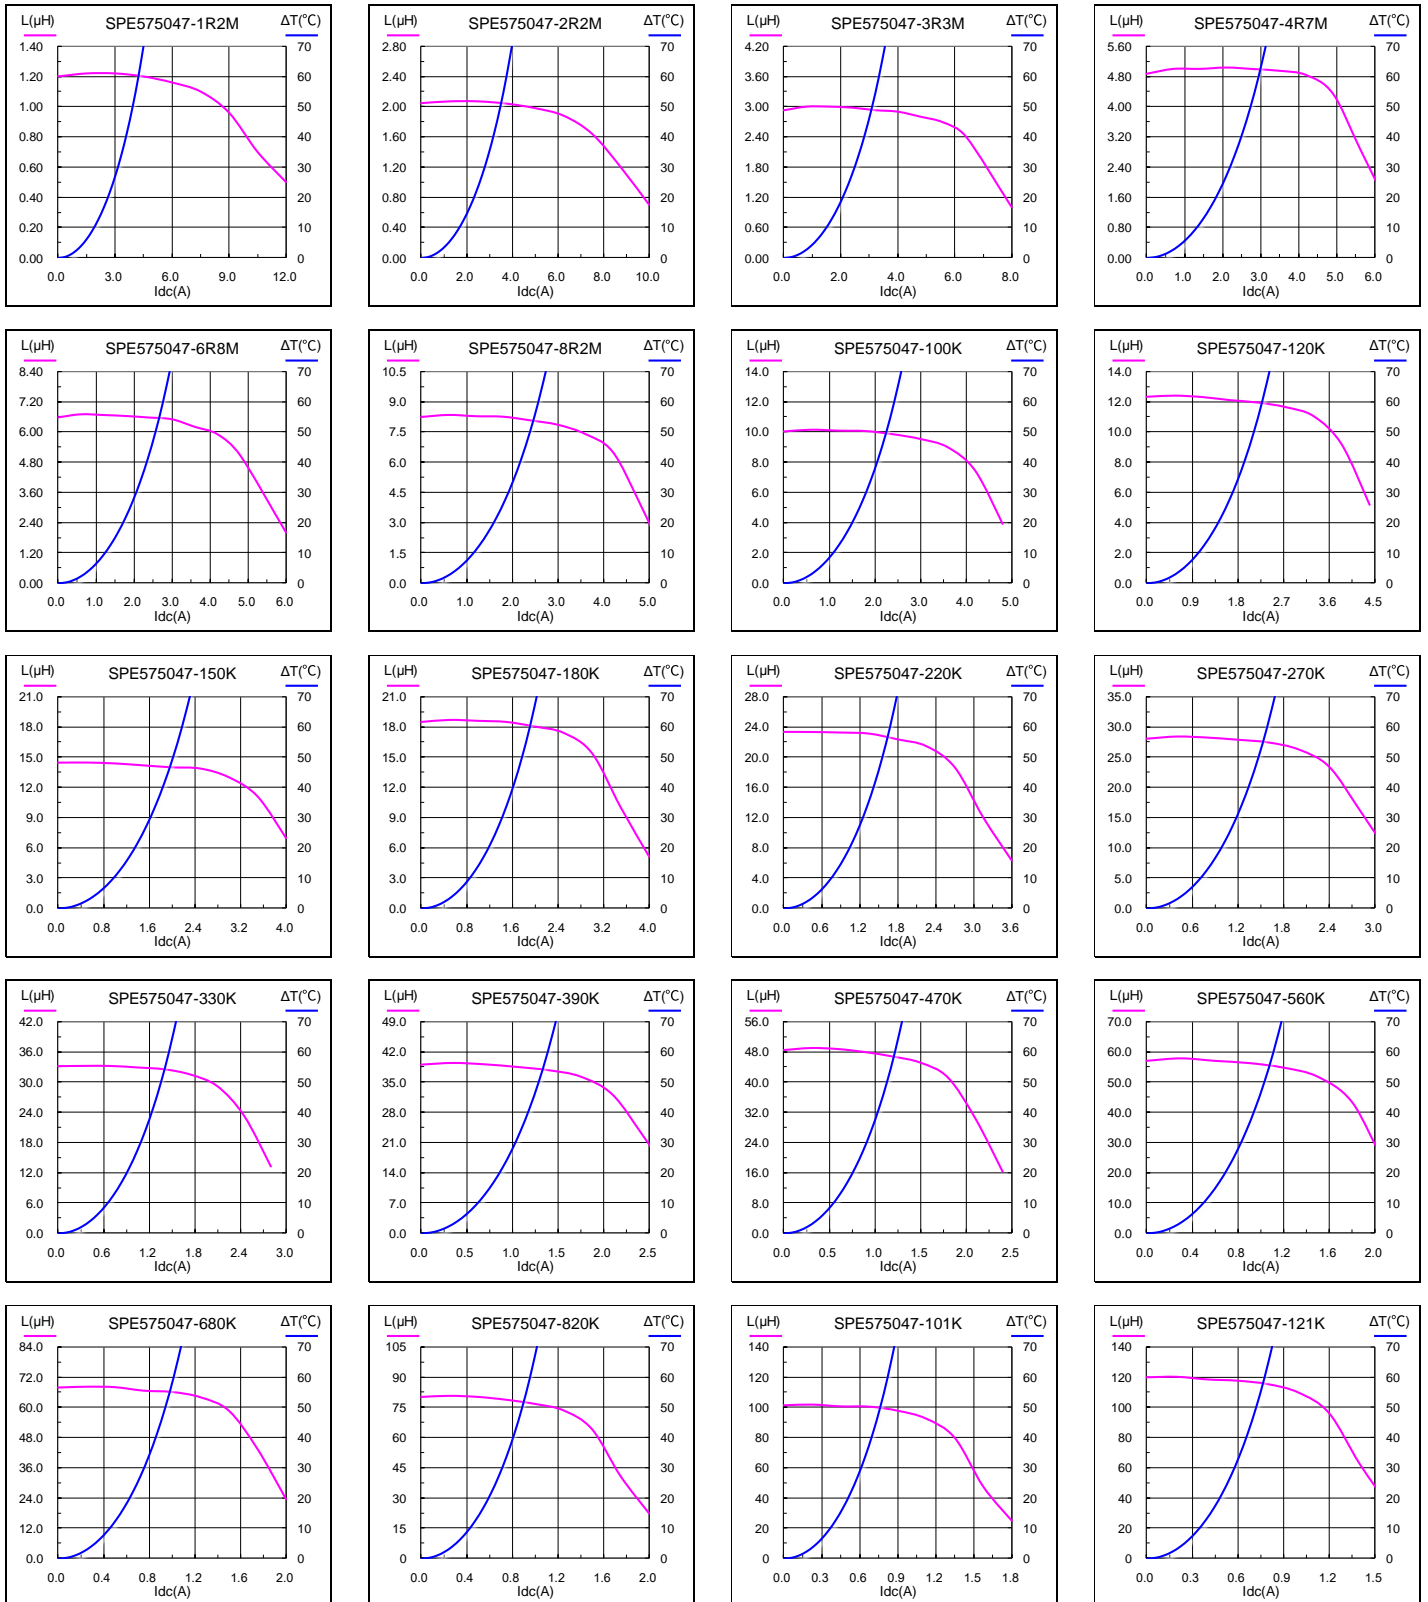 L(μH) SPE575047-1R2M ΔT(℃)
1.40 70
1.20 60
1.00 50
0.80 40
0.60 30
0.40 20
0.20 10
0.00 0
0.0 3.0 6.0 9.0 12.0
Idc(A)
L(μH) SPE575047-2R2M ΔT(℃)
2.80 70
2.40 60
2.00 50
1.60 40
1.20 30
0.80 20
0.40 10
0.00 0
0.0 2.0 4.0 6.0 8.0 10.0
Idc(A)
L(μH) SPE575047-3R3M ΔT(℃)
4.20 70
3.60 60
3.00 50
2.40 40
1.80 30
1.20 20
0.60 10
0.00 0
0.0 2.0 4.0 6.0 8.0
Idc(A)
L(μH) SPE575047-4R7M ΔT(℃)
5.60 70
4.80 60
4.00 50
3.20 40
2.40 30
1.60 20
0.80 10
0.00 0
0.0 1.0 2.0 3.0 4.0 5.0 6.0
Idc(A)
L(μH) SPE575047-6R8M ΔT(℃)
8.40 70
7.20 60
6.00 50
4.80 40
3.60 30
2.40 20
1.20 10
0.00 0
0.0 1.0 2.0 3.0 4.0 5.0 6.0
Idc(A)
L(μH) SPE575047-8R2M ΔT(℃)
10.5 70
9.0 60
7.5 50
6.0 40
4.5 30
3.0 20
1.5 10
0.0 0
0.0 1.0 2.0 3.0 4.0 5.0
Idc(A)
L(μH) SPE575047-100K ΔT(℃)
14.0 70
12.0 60
10.0 50
8.0 40
6.0 30
4.0 20
2.0 10
0.0 0
0.0 1.0 2.0 3.0 4.0 5.0
Idc(A)
L(μH) SPE575047-120K ΔT(℃)
14.0 70
12.0 60
10.0 50
8.0 40
6.0 30
4.0 20
2.0 10
0.0 0
0.0 0.9 1.8 2.7 3.6 4.5
Idc(A)
L(μH) SPE575047-150K ΔT(℃)
21.0 70
18.0 60
15.0 50
12.0 40
9.0 30
6.0 20
3.0 10
0.0 0
0.0 0.8 1.6 2.4 3.2 4.0
Idc(A)
L(μH) SPE575047-180K ΔT(℃)
21.0 70
18.0 60
15.0 50
12.0 40
9.0 30
6.0 20
3.0 10
0.0 0
0.0 0.8 1.6 2.4 3.2 4.0
Idc(A)
L(μH) SPE575047-220K ΔT(℃)
28.0 70
24.0 60
20.0 50
16.0 40
12.0 30
8.0 20
4.0 10
0.0 0
0.0 0.6 1.2 1.8 2.4 3.0 3.6
Idc(A)
L(μH) SPE575047-270K ΔT(℃)
35.0 70
30.0 60
25.0 50
20.0 40
15.0 30
10.0 20
5.0 10
0.0 0
0.0 0.6 1.2 1.8 2.4 3.0
Idc(A)
L(μH) SPE575047-330K ΔT(℃)
42.0 70
36.0 60
30.0 50
24.0 40
18.0 30
12.0 20
6.0 10
0.0 0
0.0 0.6 1.2 1.8 2.4 3.0
Idc(A)
L(μH) SPE575047-390K ΔT(℃)
49.0 70
42.0 60
35.0 50
28.0 40
21.0 30
14.0 20
7.0 10
0.0 0
0.0 0.5 1.0 1.5 2.0 2.5
Idc(A)
L(μH) SPE575047-470K ΔT(℃)
56.0 70
48.0 60
40.0 50
32.0 40
24.0 30
16.0 20
8.0 10
0.0 0
0.0 0.5 1.0 1.5 2.0 2.5
Idc(A)
L(μH) SPE575047-560K ΔT(℃)
70.0 70
60.0 60
50.0 50
40.0 40
30.0 30
20.0 20
10.0 10
0.0 0
0.0 0.4 0.8 1.2 1.6 2.0
Idc(A)
L(μH) SPE575047-680K ΔT(℃)
84.0 70
72.0 60
60.0 50
48.0 40
36.0 30
24.0 20
12.0 10
0.0 0
0.0 0.4 0.8 1.2 1.6 2.0
Idc(A)
L(μH) SPE575047-820K ΔT(℃)
105 70
90 60
75 50
60 40
45 30
30 20
15 10
0 0
0.0 0.4 0.8 1.2 1.6 2.0
Idc(A)
L(μH) SPE575047-101K ΔT(℃)
140 70
120 60
100 50
80 40
60 30
40 20
20 10
0 0
0.0 0.3 0.6 0.9 1.2 1.5 1.8
Idc(A)
L(μH) SPE575047-121K ΔT(℃)
140 70
120 60
100 50
80 40
60 30
40 20
20 10
0 0
0.0 0.3 0.6 0.9 1.2 1.5
Idc(A)